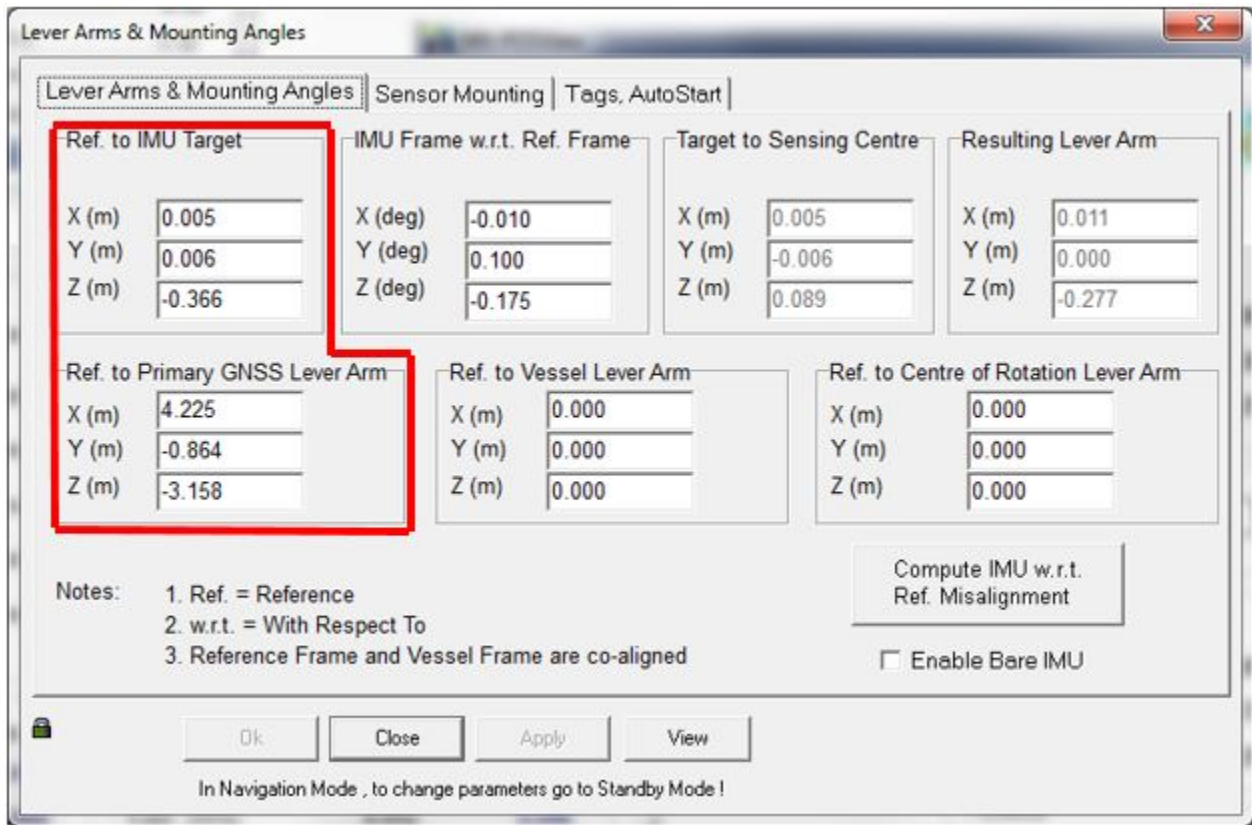 Lever Arms & Mounting Angles
Lever Arms & Mounting Angles Sensor Mounting Tags, AutoStart
Ref. to IMU Target
X (m) 0.005
Y (m) 0.006
Z (m) -0.366
IMU Frame w.r.t. Ref. Frame
X (deg) -0.010
Y (deg) 0.100
Z (deg) -0.175
Target to Sensing Centre
X (m) 0.005
Y (m) -0.006
Z (m) 0.089
Resulting Lever Arm
X (m) 0.011
Y (m) 0.000
Z (m) -0.277
Ref. to Primary GNSS Lever Arm
X (m) 4.225
Y (m) -0.864
Z (m) -3.158
Ref. to Vessel Lever Arm
X (m) 0.000
Y (m) 0.000
Z (m) 0.000
Ref. to Centre of Rotation Lever Arm
X (m) 0.000
Y (m) 0.000
Z (m) 0.000
Notes: 1. Ref. = Reference
2. w.r.t. = With Respect To
3. Reference Frame and Vessel Frame are co-aligned
Compute IMU w.r.t.
Ref. Misalignment
Enable Bare IMU
Ok Close Apply View
In Navigation Mode , to change parameters go to Standby Mode !